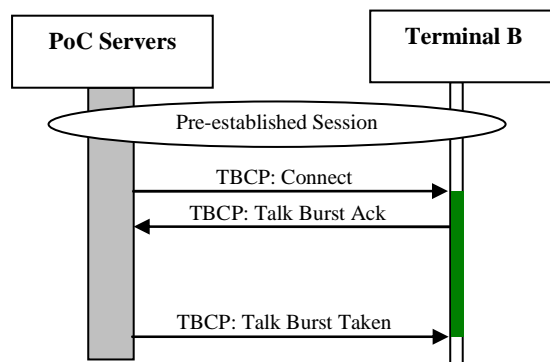 PoC Servers
Terminal B
Pre-established Session
TBCP: Connect
TBCP: Talk Burst Ack
TBCP: Talk Burst Taken